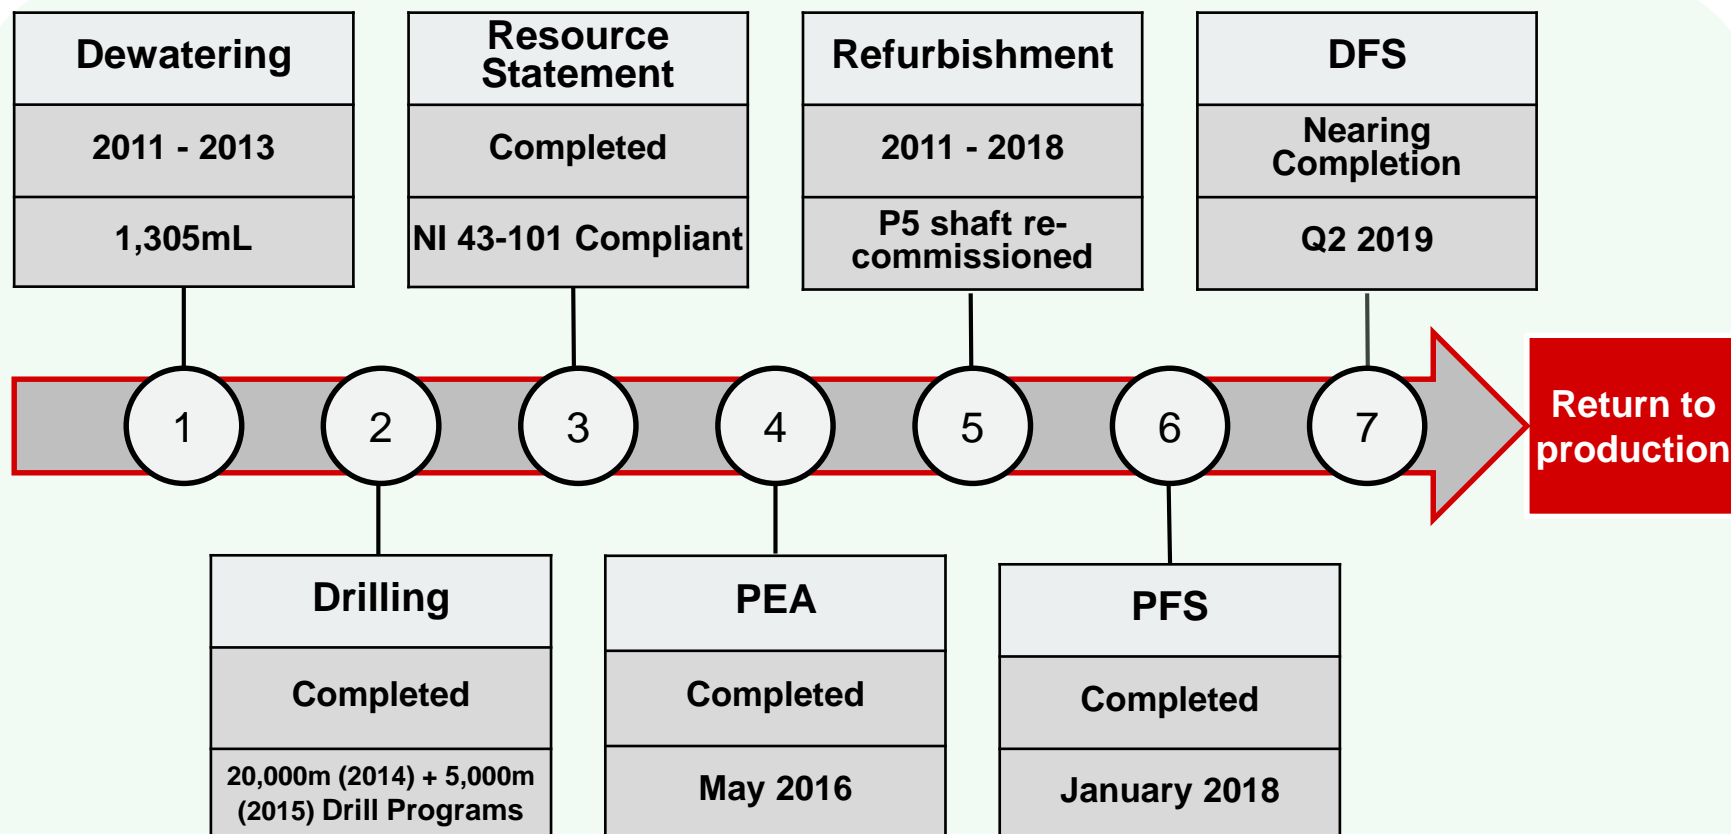 Dewatering
2011 - 2013
1,305mL
Resource
Statement
Completed
NI 43-101 Compliant
Refurbishment
2011 - 2018
P5 shaft re-
commissioned
DFS
Nearing
Completion
Q2 2019
1
2
3
4
5
6
7
Return to
production
Drilling
Completed
20,000m (2014) + 5,000m
(2015) Drill Programs
PEA
Completed
May 2016
PFS
Completed
January 2018